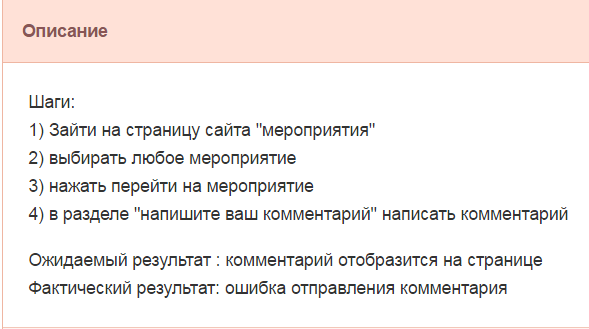 Описание
Шаги:
1) Зайти на страницу сайта "мероприятия"
2) выбирать любое мероприятие
3) нажать перейти на мероприятие
4) в разделе "напишите ваш комментарий" написать комментарий
Ожидаемый результат : комментарий отобразится на странице
Фактический результат: ошибка отправления комментария